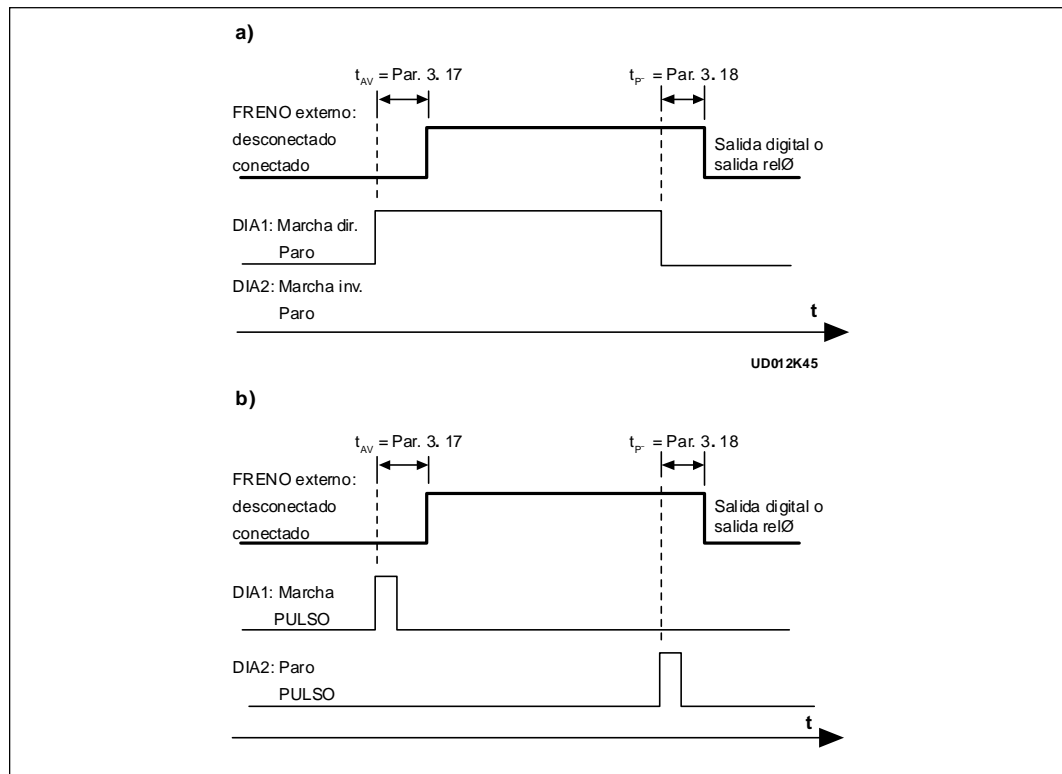 a)
t_AV = Par. 3. 17
t_P- = Par. 3. 18
FRENO externo:
desconectado
conectado
Salida digital o
salida relØ
DIA1: Marcha dir.
Paro
DIA2: Marcha inv.
Paro
t
UD012K45
b)
t_AV = Par. 3. 17
t_P- = Par. 3. 18
FRENO externo:
desconectado
conectado
Salida digital o
salida relØ
DIA1: Marcha
PULSO
DIA2: Paro
PULSO
t